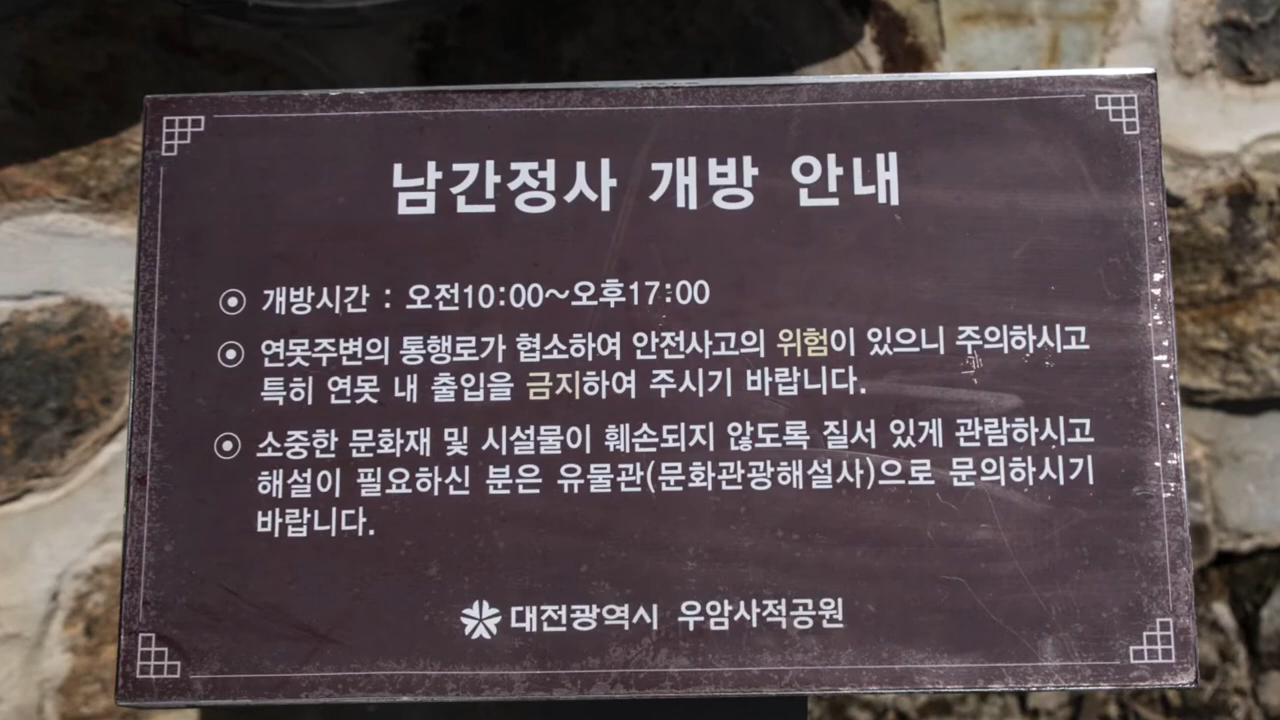 남간정사 개방 안내
⊙ 개방시간 : 오전10:00~오후17:00
⊙ 연못주변의 통행로가 협소하여 안전사고의 위험이 있으니 주의하시고
특히 연못 내 출입을 금지하여 주시기 바랍니다.
⊙ 소중한 문화재 및 시설물이 훼손되지 않도록 질서 있게 관람하시고
해설이 필요하신 분은 유물관(문화관광해설사)으로 문의하시기
바랍니다.
대전광역시 우암사적공원